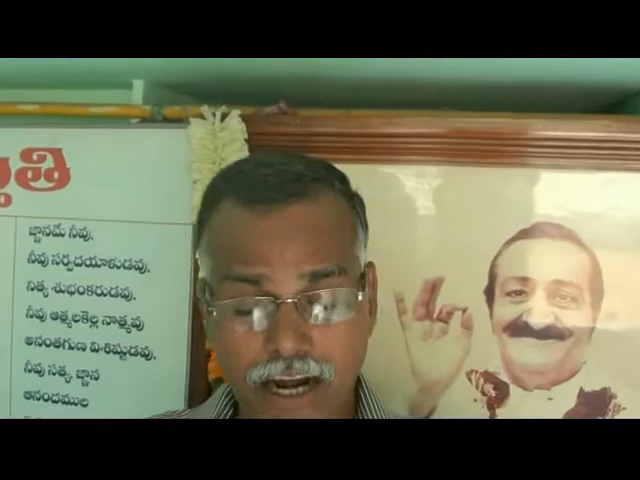 స్తుతి
జ్ఞానమే నీవు.
నీవు సర్వదయాళుడవు.
నిత్య శుభంకరుడవు.
నీవు ఆత్మలకెల్ల నాత్మవు
అనంతగుణ విశిష్టుడవు.
నీవు సత్య, జ్ఞాన
ఆనందముల